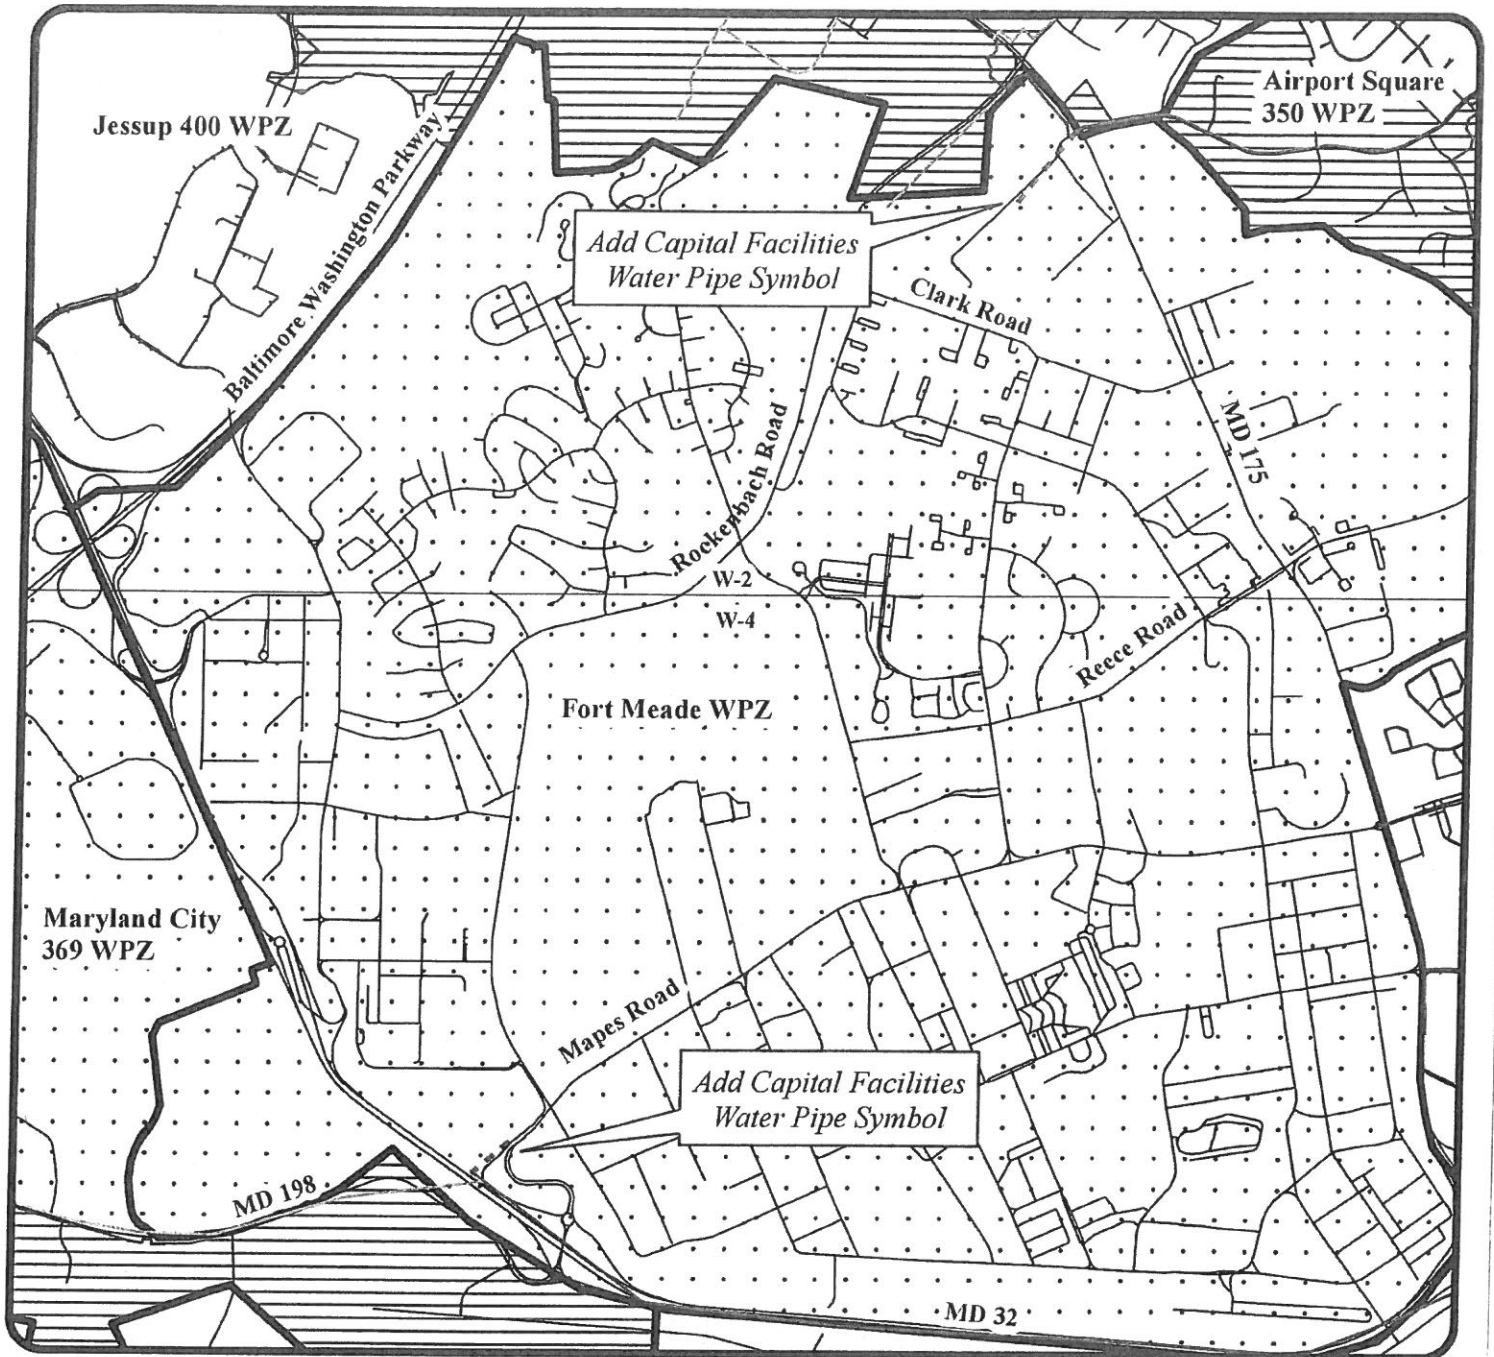 Airport Square
350 WPZ
Jessup 400 WPZ
Baltimore Washington Parkway
Add Capital Facilities
Water Pipe Symbol
Clark Road
MD 175
Rockenbach Road
W-2
W-4
Reece Road
Fort Meade WPZ
Maryland City
369 WPZ
Mapes Road
Add Capital Facilities
Water Pipe Symbol
MD 198
MD 32